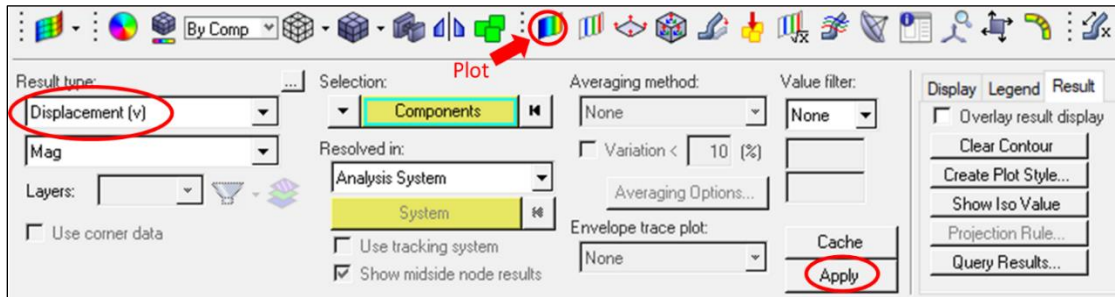 By Comp
Plot
Result type:
...
Displacement (v)
Mag
Layers:
Use corner data
Selection:
Components
Resolved in:
Analysis System
System
Use tracking system
Show midside node results
Averaging method:
None
Variation < 10 (%)
Averaging Options...
Envelope trace plot:
None
Value filter:
None
Cache
Apply
Display Legend Result
Overlay result display
Clear Contour
Create Plot Style...
Show Iso Value
Projection Rule...
Query Results...